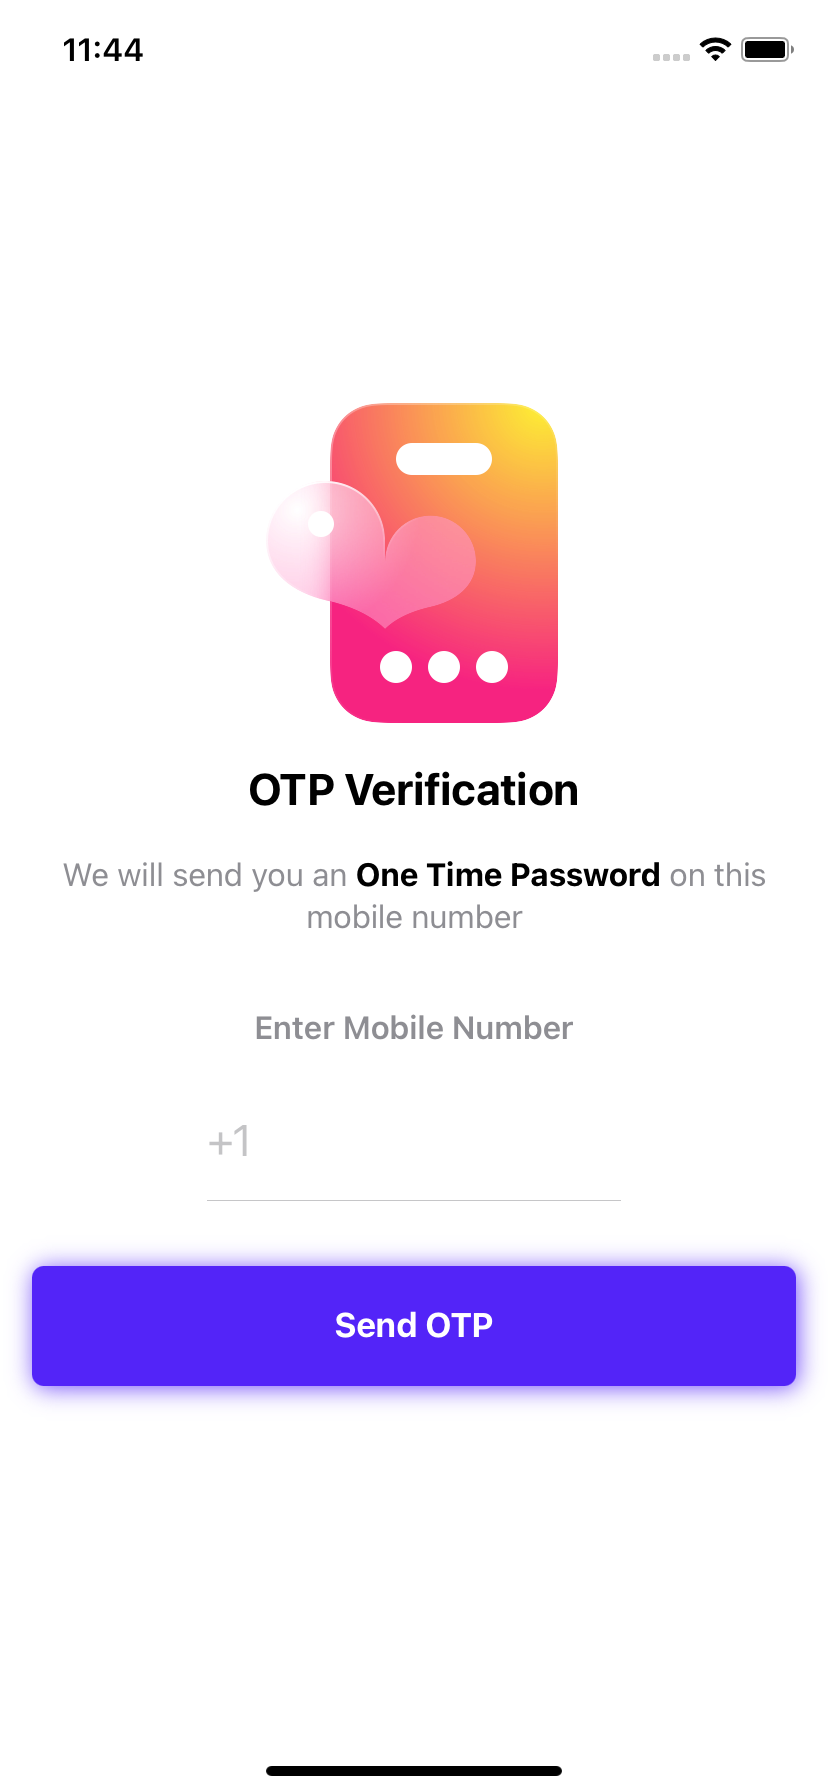 11:44
OTP Verification
We will send you an One Time Password on this
mobile number
Enter Mobile Number
+1
Send OTP